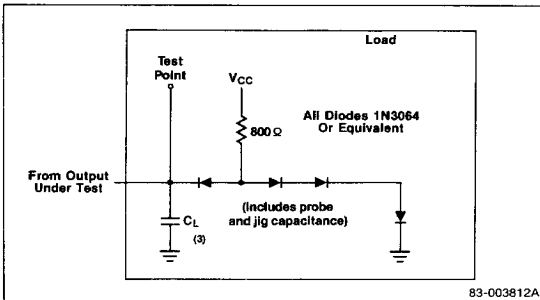 Load
Test
Point
VCC
All Diodes 1N3064
Or Equivalent
800 Ω
From Output
Under Test
(includes probe
and jig capacitance)
CL
(3)
83-003812A